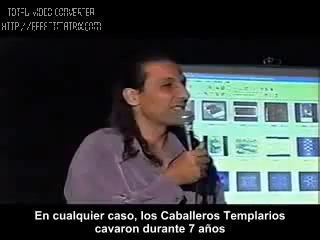 TOTAL VIDEO CONVERTER
HTTP://EFFECTMATRIX.COM
En cualquier caso, los Caballeros Templarios
cavaron durante 7 años